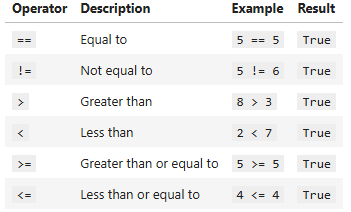 Operator Description Example Result
== Equal to 5 == 5 True
!= Not equal to 5 != 6 True
> Greater than 8 > 3 True
< Less than 2 < 7 True
>= Greater than or equal to 5 >= 5 True
<= Less than or equal to 4 <= 4 True